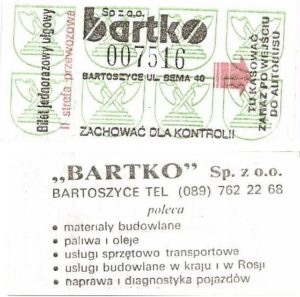 Sp z o.o.
bartko
007516
BARTOSZYCE UL. BEMA 40
Bilet jednorazowy ulgowy
II strefa przewozowa
TU KASOWAĆ
ZARAZ PO WEJŚCIU
DO AUTOBUSU
ZACHOWAĆ DLA KONTROLI!
„BARTKO" Sp. z o.o.
BARTOSZYCE TEL (089) 762 22 68
poleca
• materiały budowlane
• paliwa i oleje
• usługi sprzętowo transportowe
• usługi budowlane w kraju i w Rosji
• naprawa i diagnostyka pojazdów